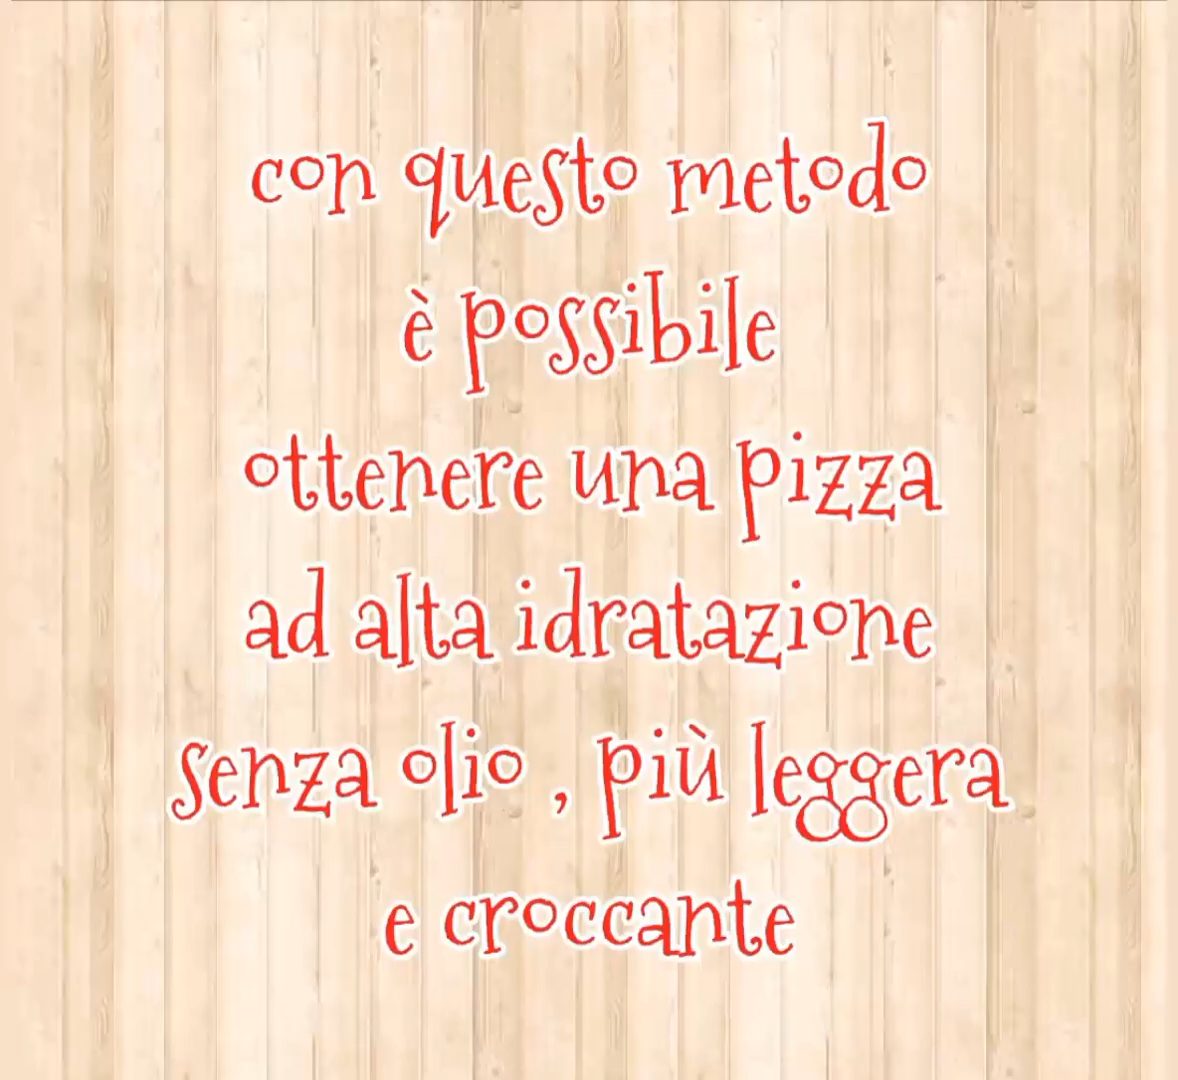 con questo metodo
è possibile
ottenere una pizza
ad alta idratazione
senza olio , più leggera
e croccante